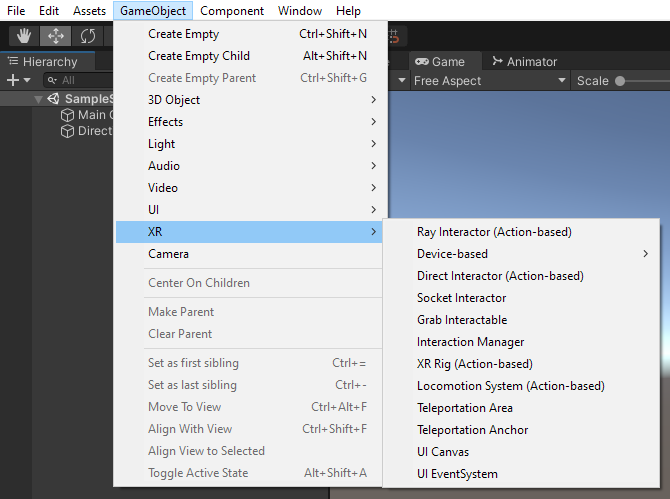 File Edit Assets GameObject Component Window Help
Hierarchy
Game Animator
All
Free Aspect Scale
Create Empty Ctrl+Shift+N
Create Empty Child Alt+Shift+N
Create Empty Parent Ctrl+Shift+G
3D Object
Effects
Light
Audio
Video
UI
XR
Camera
Center On Children
Make Parent
Clear Parent
Set as first sibling Ctrl+=
Set as last sibling Ctrl+-
Move To View Ctrl+Alt+F
Align With View Ctrl+Shift+F
Align View to Selected
Toggle Active State Alt+Shift+A
Ray Interactor (Action-based)
Device-based
Direct Interactor (Action-based)
Socket Interactor
Grab Interactable
Interaction Manager
XR Rig (Action-based)
Locomotion System (Action-based)
Teleportation Area
Teleportation Anchor
UI Canvas
UI EventSystem
SampleS
Main
Direct